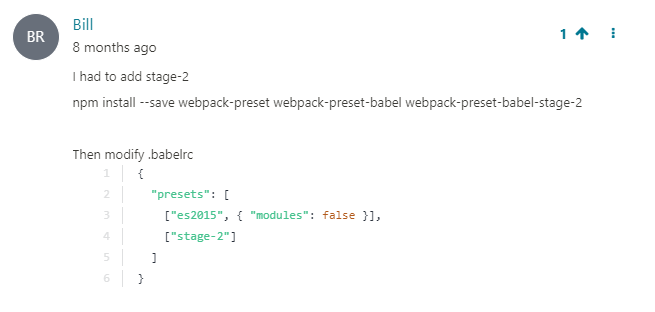 BR
Bill
1
8 months ago
I had to add stage-2
npm install --save webpack-preset webpack-preset-babel webpack-preset-babel-stage-2
Then modify .babelrc
1 {
2 "presets": [
3 ["es2015", { "modules": false }],
4 ["stage-2"]
5 ]
6 }